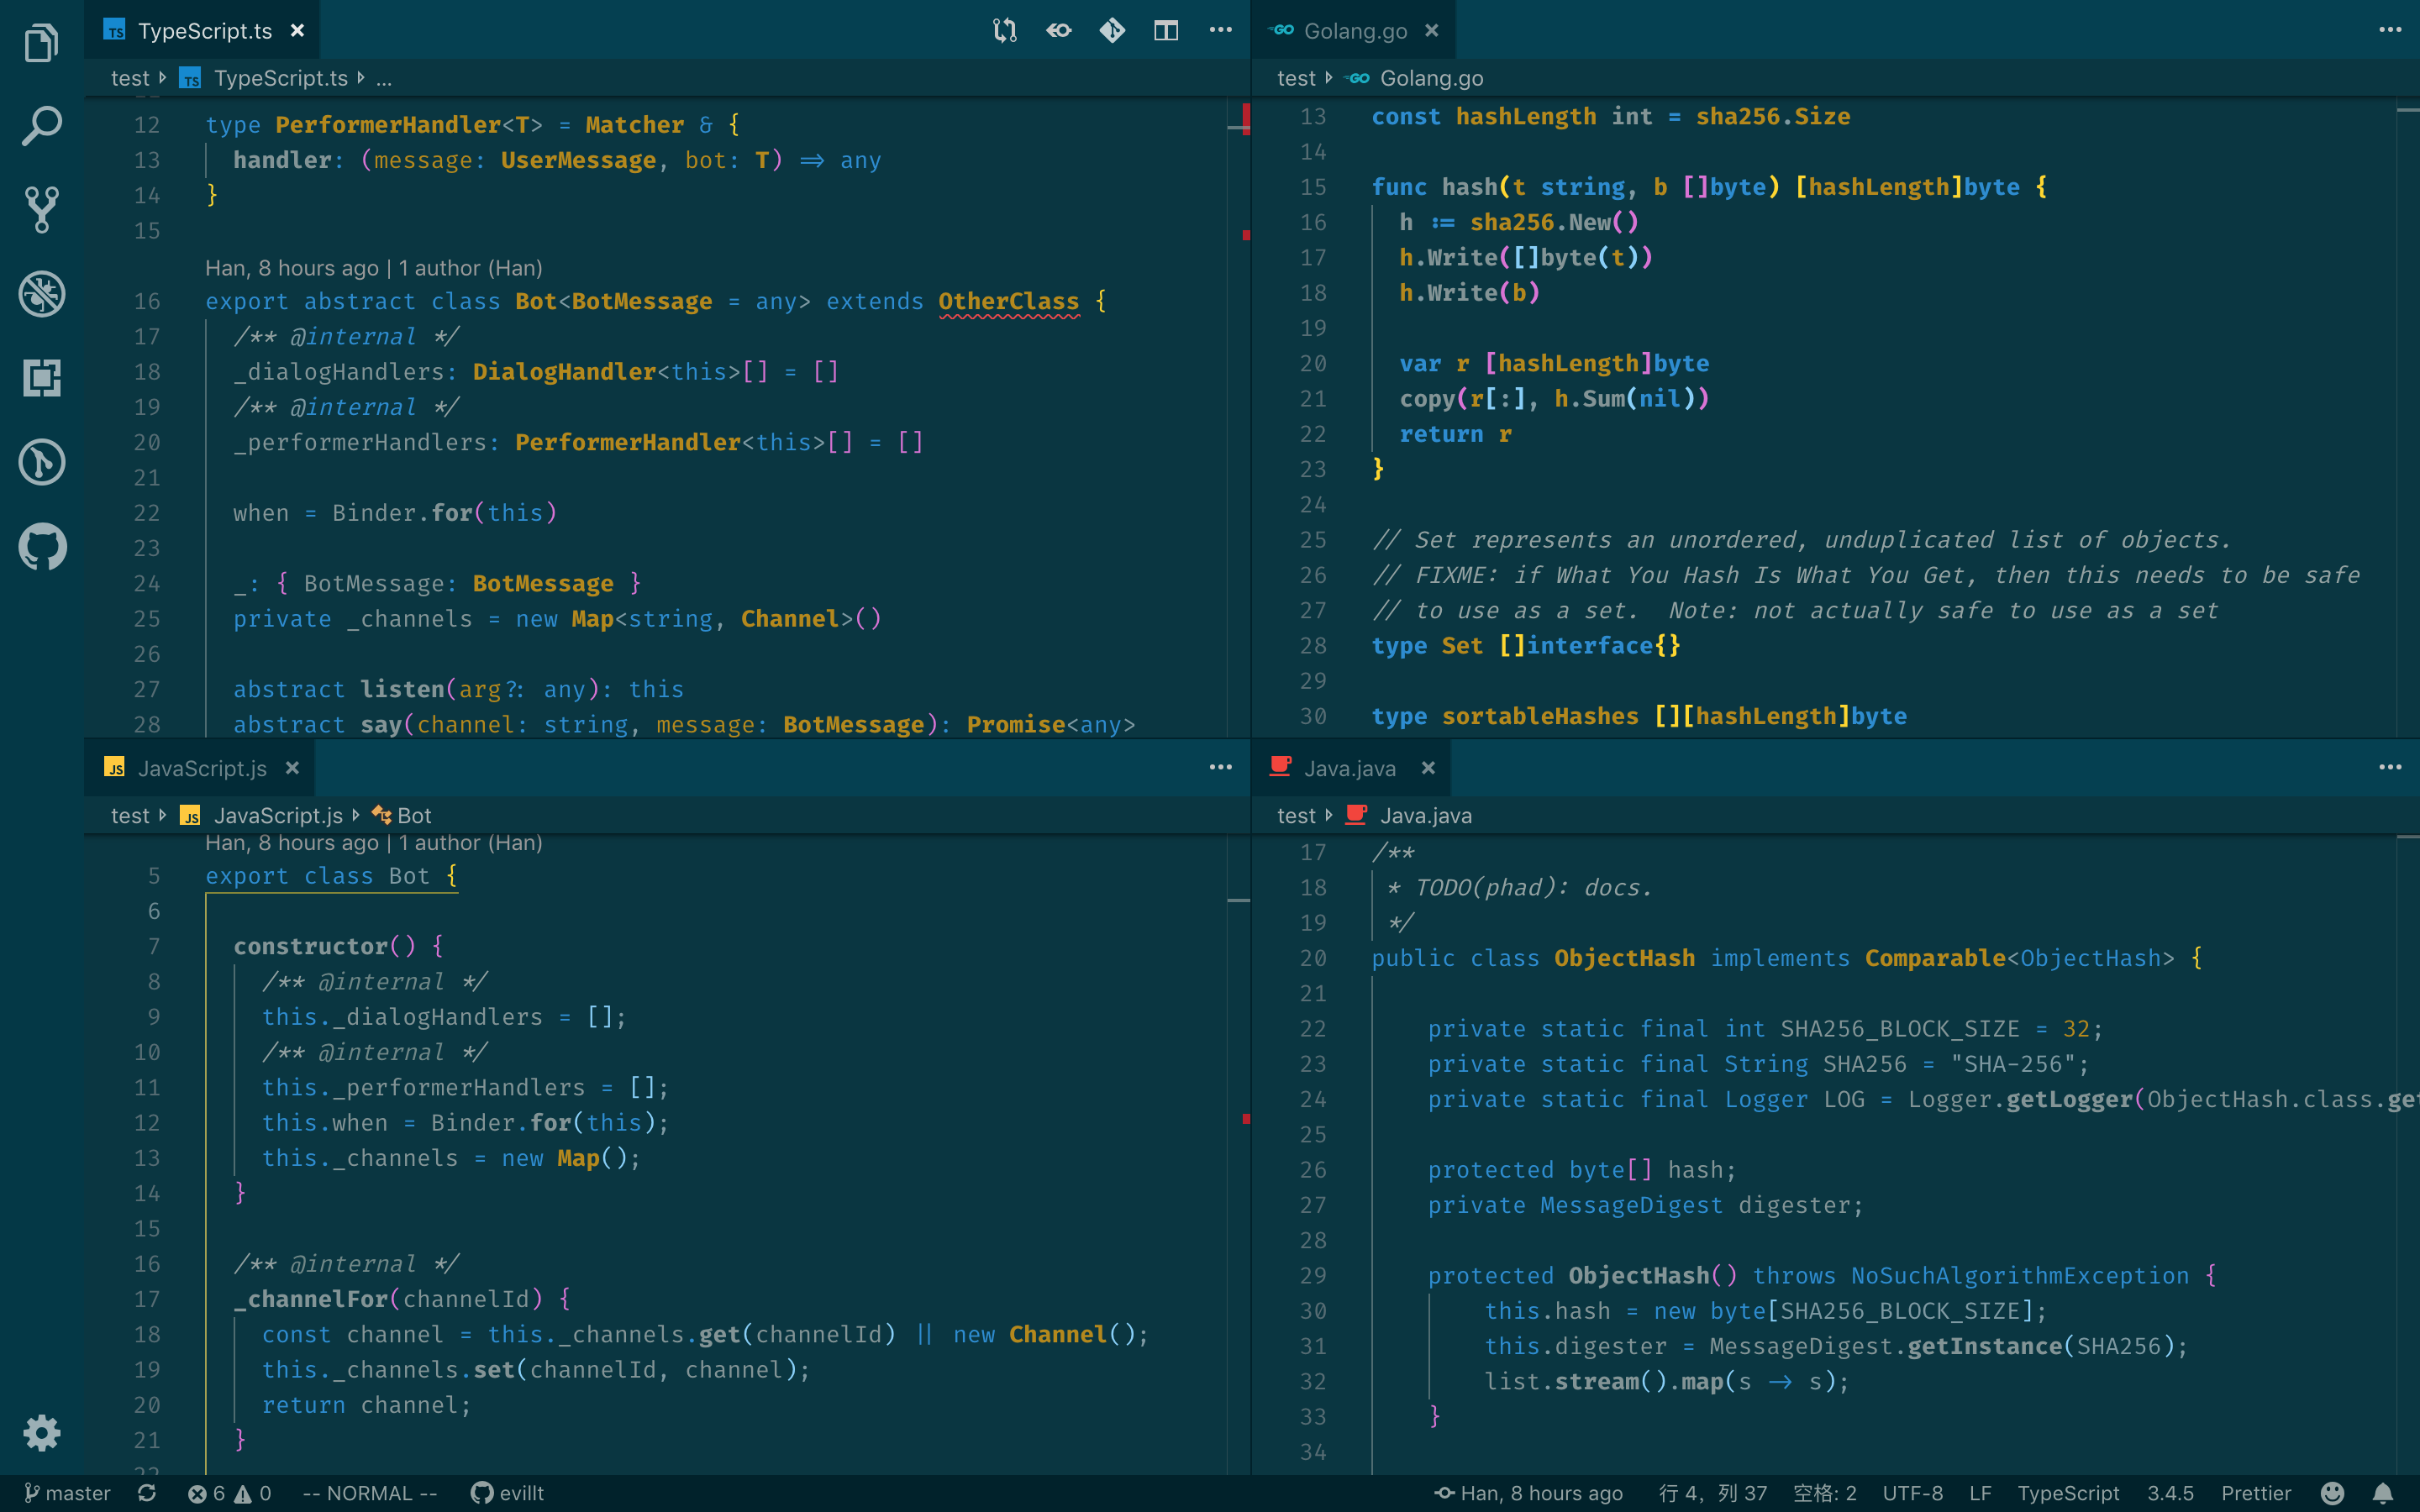 TypeScript.ts
test TypeScript.ts ...
12 type PerformerHandler<T> = Matcher & {
13 handler: (message: UserMessage, bot: T) => any
14 }
15
Han, 8 hours ago | 1 author (Han)
16 export abstract class Bot<BotMessage = any> extends OtherClass {
17 /** @internal */
18 _dialogHandlers: DialogHandler<this>[] = []
19 /** @internal */
20 _performerHandlers: PerformerHandler<this>[] = []
21
22 when = Binder.for(this)
23
24 _: { BotMessage: BotMessage }
25 private _channels = new Map<string, Channel>()
26
27 abstract listen(arg?: any): this
28 abstract say(channel: string, message: BotMessage): Promise<any>
Golang.go
test Golang.go
13 const hashLength int = sha256.Size
14
15 func hash(t string, b []byte) [hashLength]byte {
16 h := sha256.New()
17 h.Write([]byte(t))
18 h.Write(b)
19
20 var r [hashLength]byte
21 copy(r[:], h.Sum(nil))
22 return r
23 }
24
25 // Set represents an unordered, unduplicated list of objects.
26 // FIXME: if What You Hash Is What You Get, then this needs to be safe
27 // to use as a set.  Note: not actually safe to use as a set
28 type Set []interface{}
29
30 type sortableHashes [][hashLength]byte
JavaScript.js
test JavaScript.js Bot
Han, 8 hours ago | 1 author (Han)
5 export class Bot {
6
7 constructor() {
8 /** @internal */
9 this._dialogHandlers = [];
10 /** @internal */
11 this._performerHandlers = [];
12 this.when = Binder.for(this);
13 this._channels = new Map();
14 }
15
16 /** @internal */
17 _channelFor(channelId) {
18 const channel = this._channels.get(channelId) || new Channel();
19 this._channels.set(channelId, channel);
20 return channel;
21 }
Java.java
test Java.java
17 /**
18 * TODO(phad): docs.
19 */
20 public class ObjectHash implements Comparable<ObjectHash> {
21
22 private static final int SHA256_BLOCK_SIZE = 32;
23 private static final String SHA256 = "SHA-256";
24 private static final Logger LOG = Logger.getLogger(ObjectHash.class.get
25
26 protected byte[] hash;
27 private MessageDigest digester;
28
29 protected ObjectHash() throws NoSuchAlgorithmException {
30 this.hash = new byte[SHA256_BLOCK_SIZE];
31 this.digester = MessageDigest.getInstance(SHA256);
32 list.stream().map(s -> s);
33 }
34
master 6 0 -- NORMAL -- evillt Han, 8 hours ago 行 4，列 37 空格: 2 UTF-8 LF TypeScript 3.4.5 Prettier